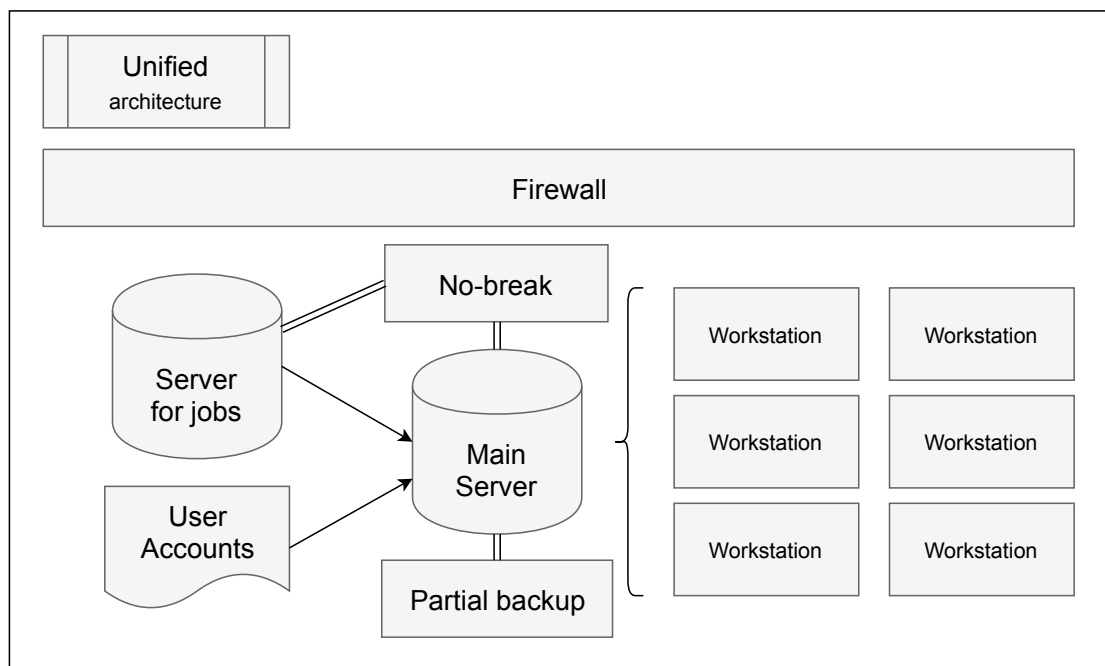 Unified
architecture
Firewall
No-break
Server
for jobs
Main
Server
User
Accounts
Partial backup
Workstation
Workstation
Workstation
Workstation
Workstation
Workstation